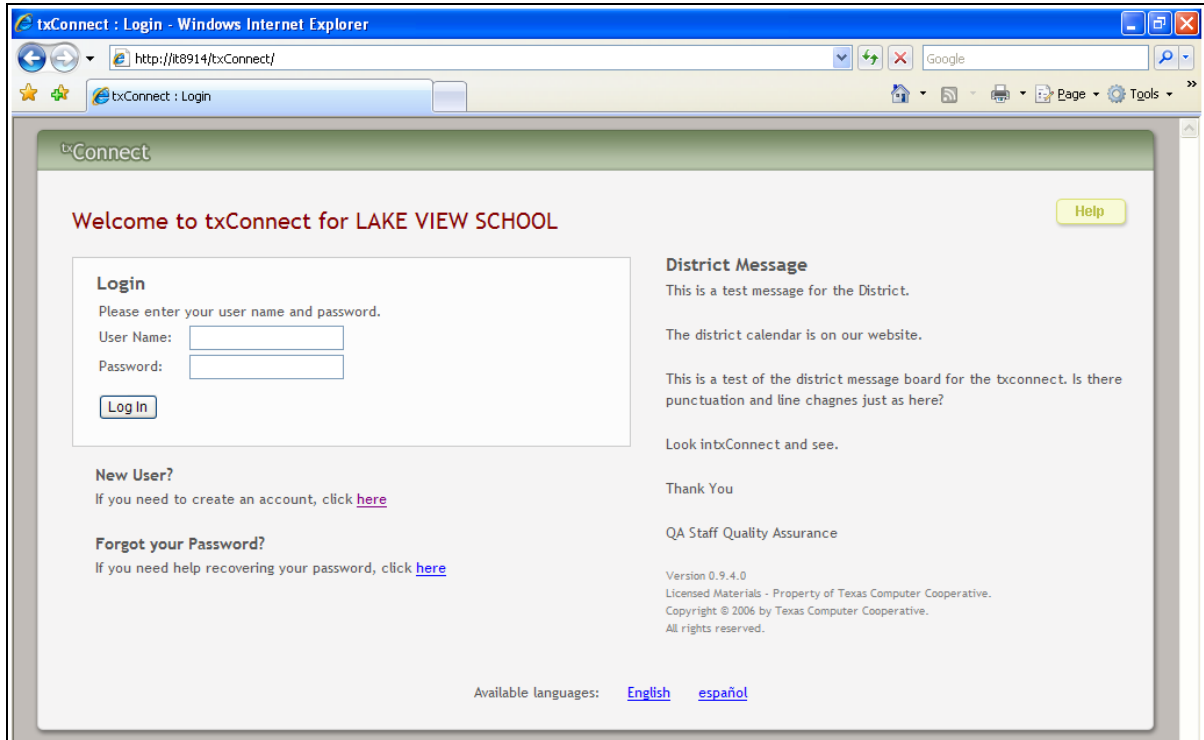 txConnect : Login - Windows Internet Explorer
http://it8914/txConnect/
Google
txConnect : Login
Page
Tools
»
txConnect
Welcome to txConnect for LAKE VIEW SCHOOL
Help
Login
Please enter your user name and password.
User Name:
Password:
Log In
New User?
If you need to create an account, click here
Forgot your Password?
If you need help recovering your password, click here
District Message
This is a test message for the District.
The district calendar is on our website.
This is a test of the district message board for the txconnect. Is there
punctuation and line chagnes just as here?
Look intxConnect and see.
Thank You
QA Staff Quality Assurance
Version 0.9.4.0
Licensed Materials - Property of Texas Computer Cooperative.
Copyright © 2006 by Texas Computer Cooperative.
All rights reserved.
Available languages: English español